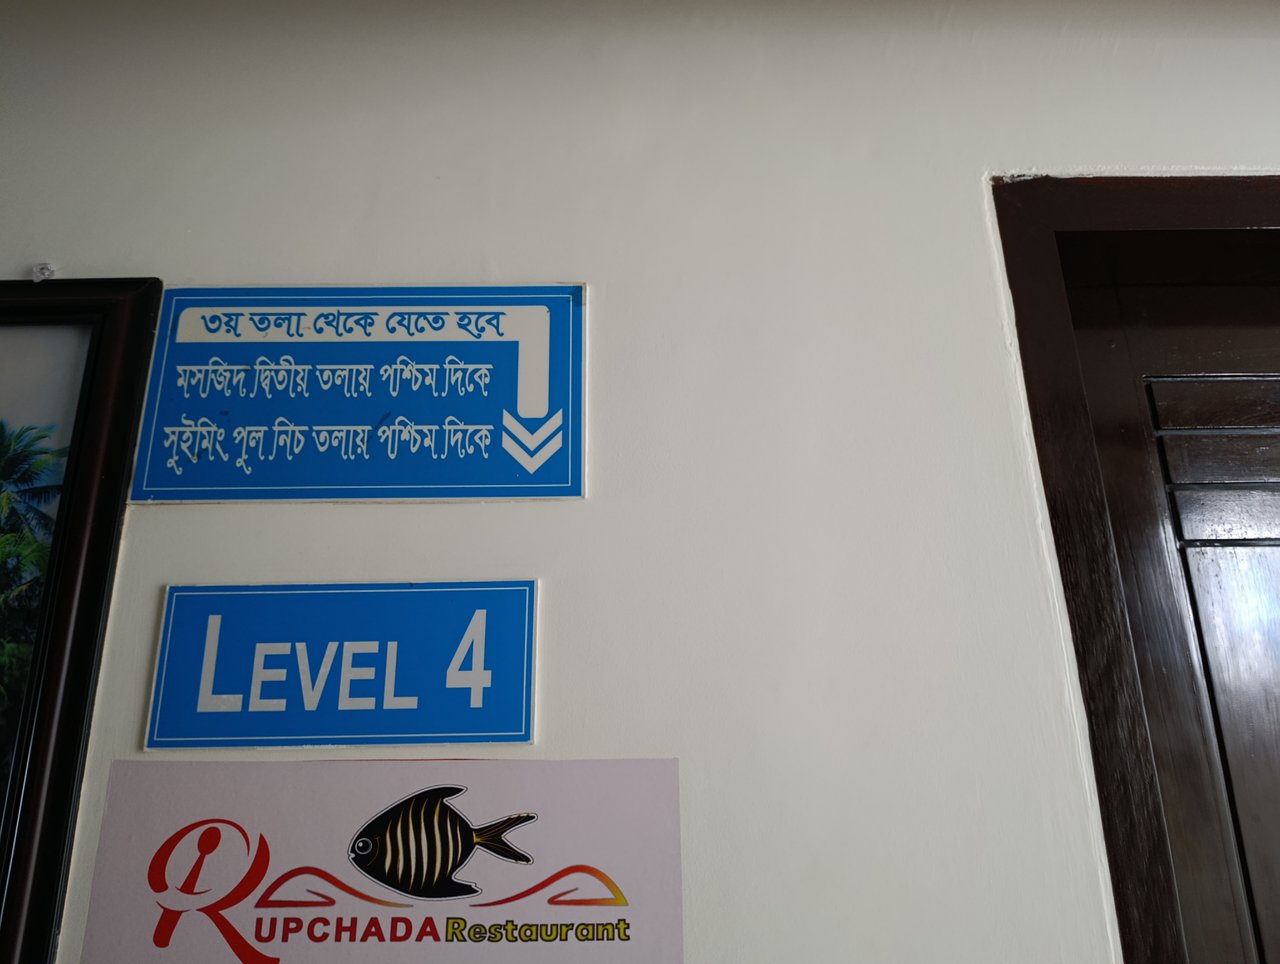 ৩য় তলা থেকে যেতে হবে
মসজিদ দ্বিতীয় তলায় পশ্চিম দিকে
সুইমিং পুল নিচ তলায় পশ্চিম দিকে
LEVEL 4
RUPCHADA Restaurant